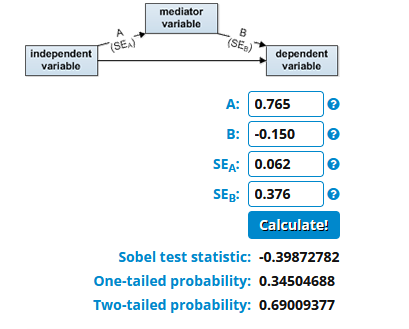 mediator
variable
A
(SEA)
B
(SEB)
independent
variable
dependent
variable
A: 0.765 ?
B: -0.150 ?
SEA: 0.062 ?
SEB: 0.376 ?
Calculate!
Sobel test statistic: -0.39872782
One-tailed probability: 0.34504688
Two-tailed probability: 0.69009377